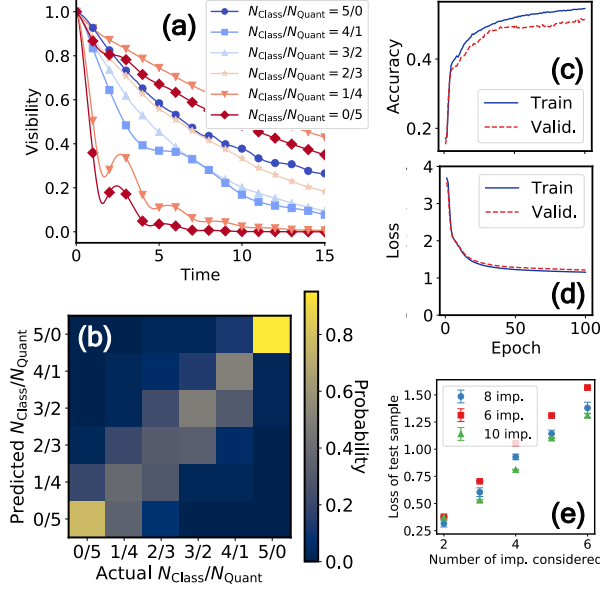 (a)
N_Class/N_Quant = 5/0
N_Class/N_Quant = 4/1
N_Class/N_Quant = 3/2
N_Class/N_Quant = 2/3
N_Class/N_Quant = 1/4
N_Class/N_Quant = 0/5
Visibility
1.0
0.8
0.6
0.4
0.2
0.0
0 5 10 15
Time
(b)
Predicted N_Class/N_Quant
5/0
4/1
3/2
2/3
1/4
0/5
0/5 1/4 2/3 3/2 4/1 5/0
Actual N_Class/N_Quant
0.8
0.6
0.4
0.2
0.0
Probability
(c)
Accuracy
0.4
0.2
Train
Valid.
(d)
Loss
4
3
2
1
0
Train
Valid.
0 50 100
Epoch
(e)
Loss of test sample
1.50
1.25
1.00
0.75
0.50
0.25
8 imp.
6 imp.
10 imp.
2 4 6
Number of imp. considered